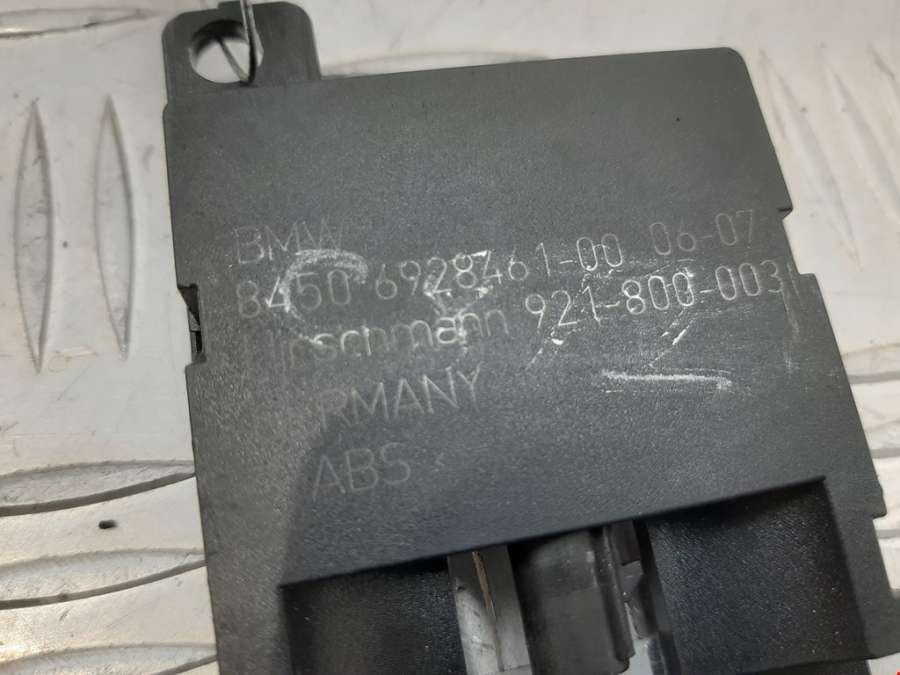 BMW
8450 6928461-00 06-07
Hirschmann 921-800-003
RMANY
ABS